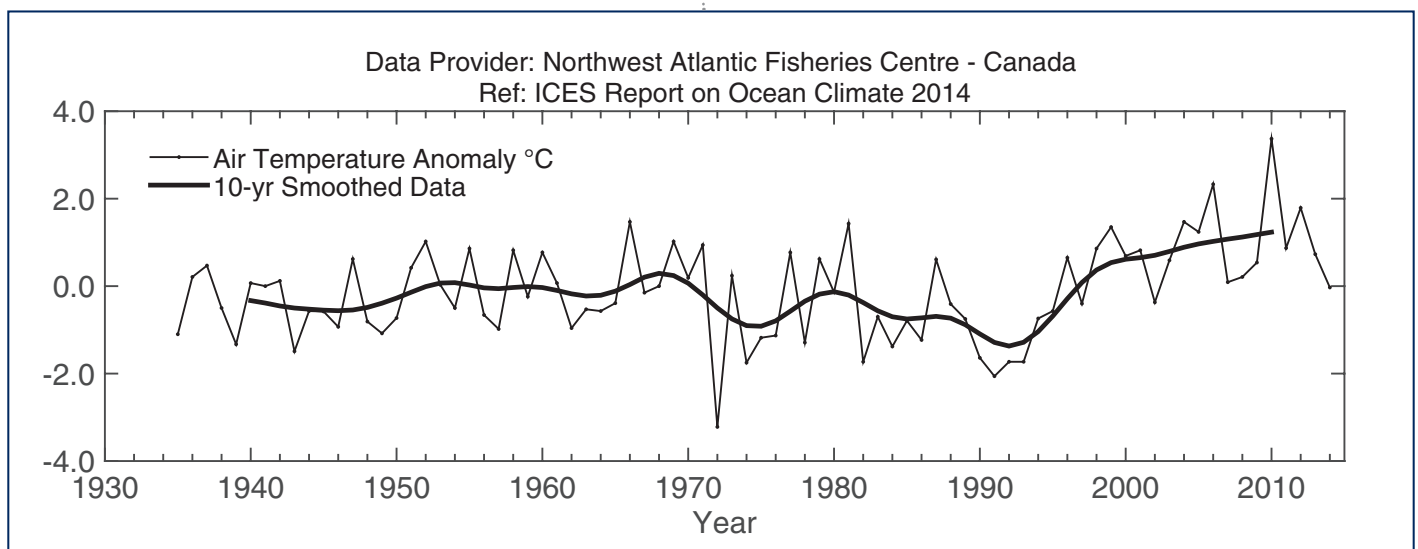 Data Provider: Northwest Atlantic Fisheries Centre - Canada
Ref: ICES Report on Ocean Climate 2014
4.0
Air Temperature Anomaly °C
10-yr Smoothed Data
2.0
0.0
-2.0
-4.0
1930 1940 1950 1960 1970 1980 1990 2000 2010
Year